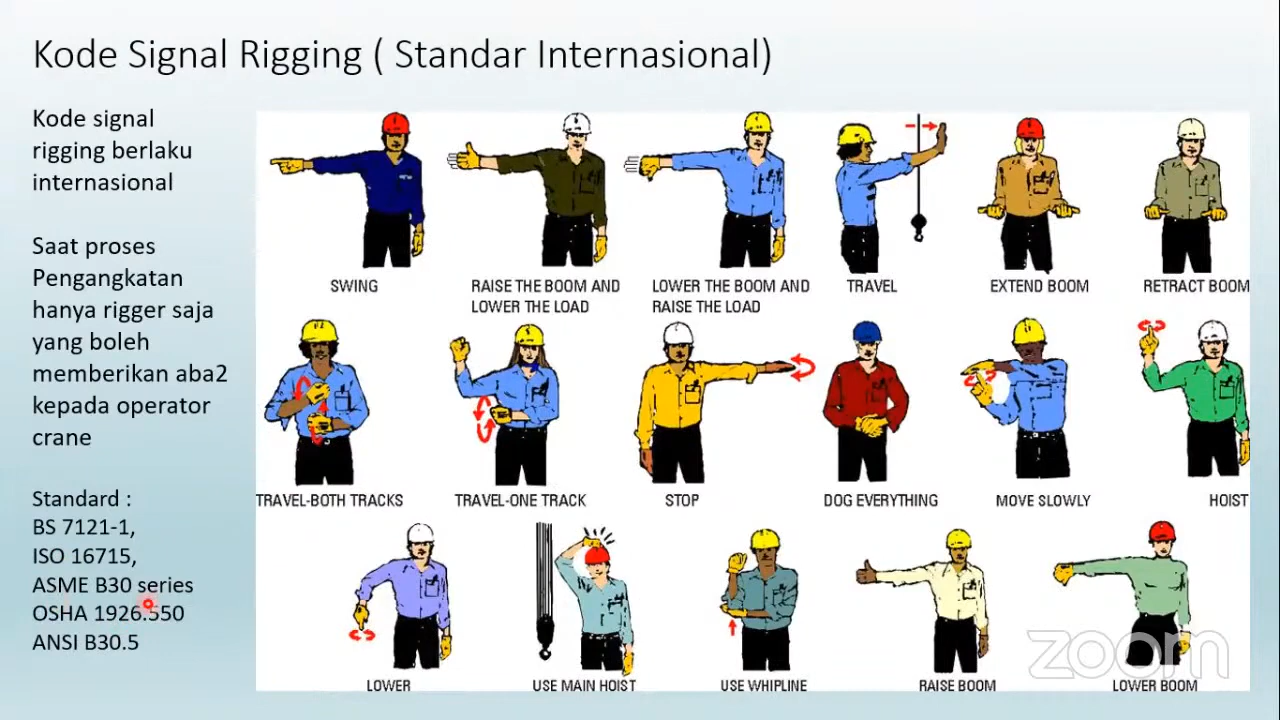 Kode Signal Rigging ( Standar Internasional)
Kode signal
rigging berlaku
internasional
Saat proses
Pengangkatan
hanya rigger saja
yang boleh
memberikan aba2
kepada operator
crane
Standard :
BS 7121-1,
ISO 16715,
ASME B30 series
OSHA 1926.550
ANSI B30.5
SWING
RAISE THE BOOM AND
LOWER THE LOAD
LOWER THE BOOM AND
RAISE THE LOAD
TRAVEL
EXTEND BOOM
RETRACT BOOM
TRAVEL-BOTH TRACKS
TRAVEL-ONE TRACK
STOP
DOG EVERYTHING
MOVE SLOWLY
HOIST
LOWER
USE MAIN HOIST
USE WHIPLINE
RAISE BOOM
LOWER BOOM
zoom